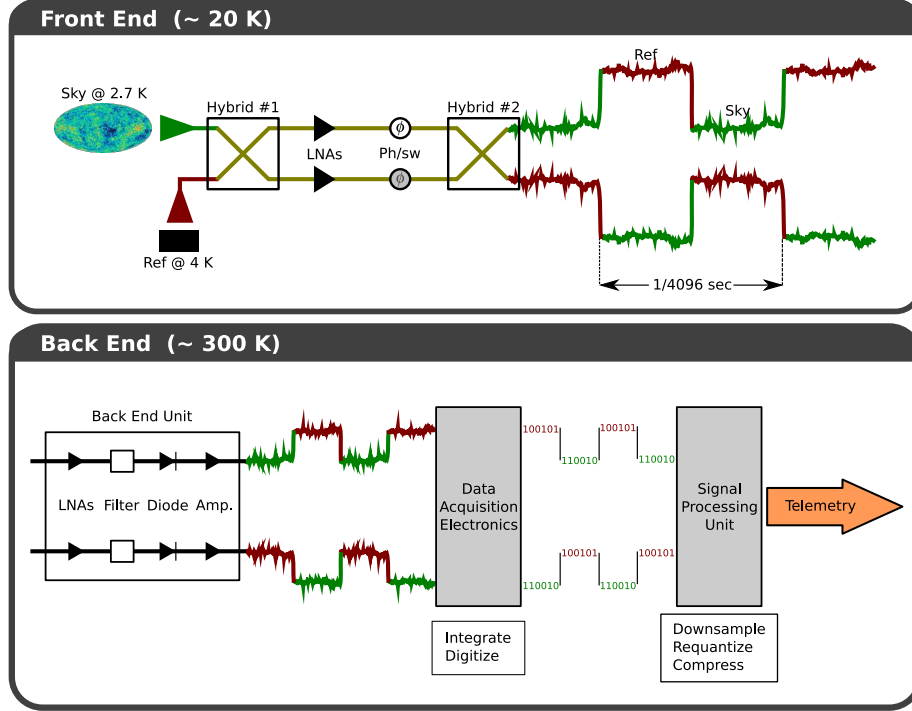 Front End (~ 20 K)
Ref
Sky @ 2.7 K
Hybrid #1
Hybrid #2
Sky
LNAs
Ph/sw
ϕ
ϕ
Ref @ 4 K
1/4096 sec
Back End (~ 300 K)
Back End Unit
LNAs
Filter
Diode
Amp.
Data
Acquisition
Electronics
100101
100101
110010
110010
100101
100101
110010
110010
Signal
Processing
Unit
Telemetry
Integrate
Digitize
Downsample
Requantize
Compress